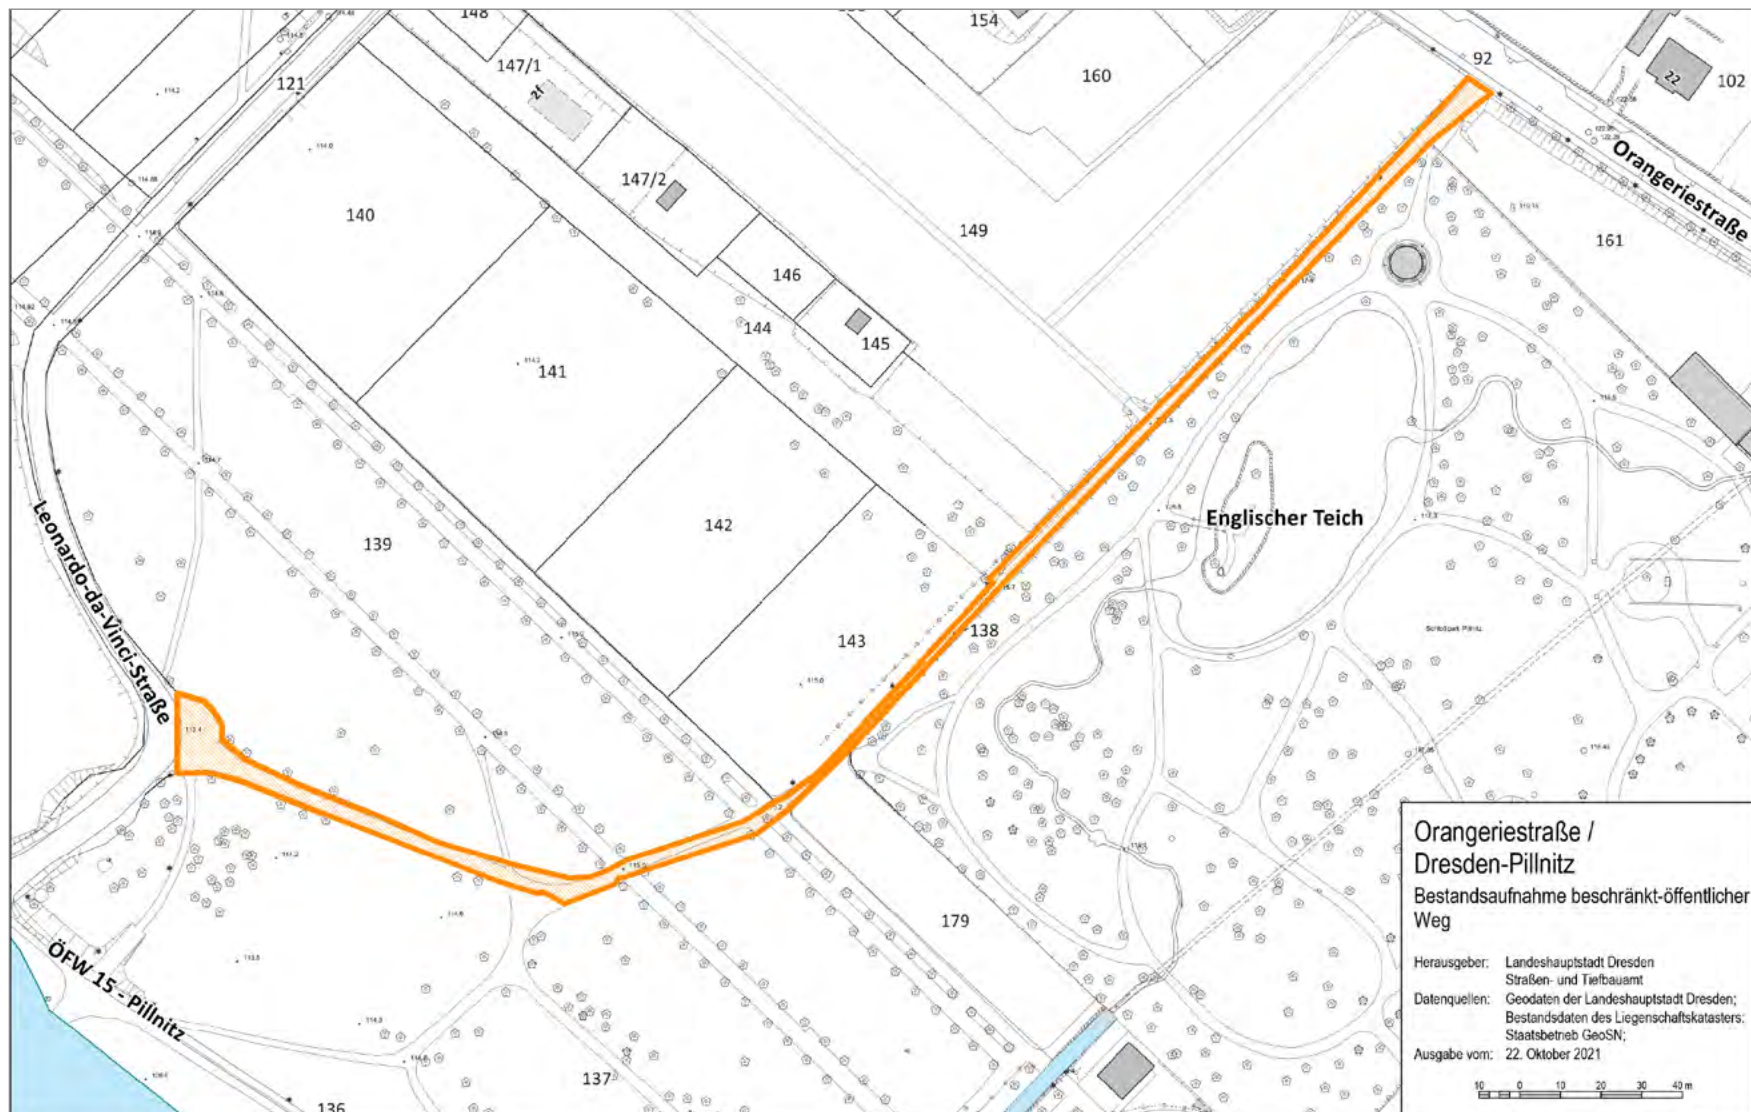 148
154
92
147/1
121
160
22
102
2f
Orangeriestraße
147/2
140
149
161
146
144
145
141
142
Englischer Teich
139
Leonardo-da-Vinci-Straße
143
138
Schloßpark Pillnitz
179
ÖFW 15 - Pillnitz
137
136
Orangeriestraße /
Dresden-Pillnitz
Bestandsaufnahme beschränkt-öffentlicher
Weg
Herausgeber: Landeshauptstadt Dresden
Straßen- und Tiefbauamt
Datenquellen: Geodaten der Landeshauptstadt Dresden;
Bestandsdaten des Liegenschaftskatasters:
Staatsbetrieb GeoSN;
Ausgabe vom: 22. Oktober 2021
10 0 10 20 30 40 m